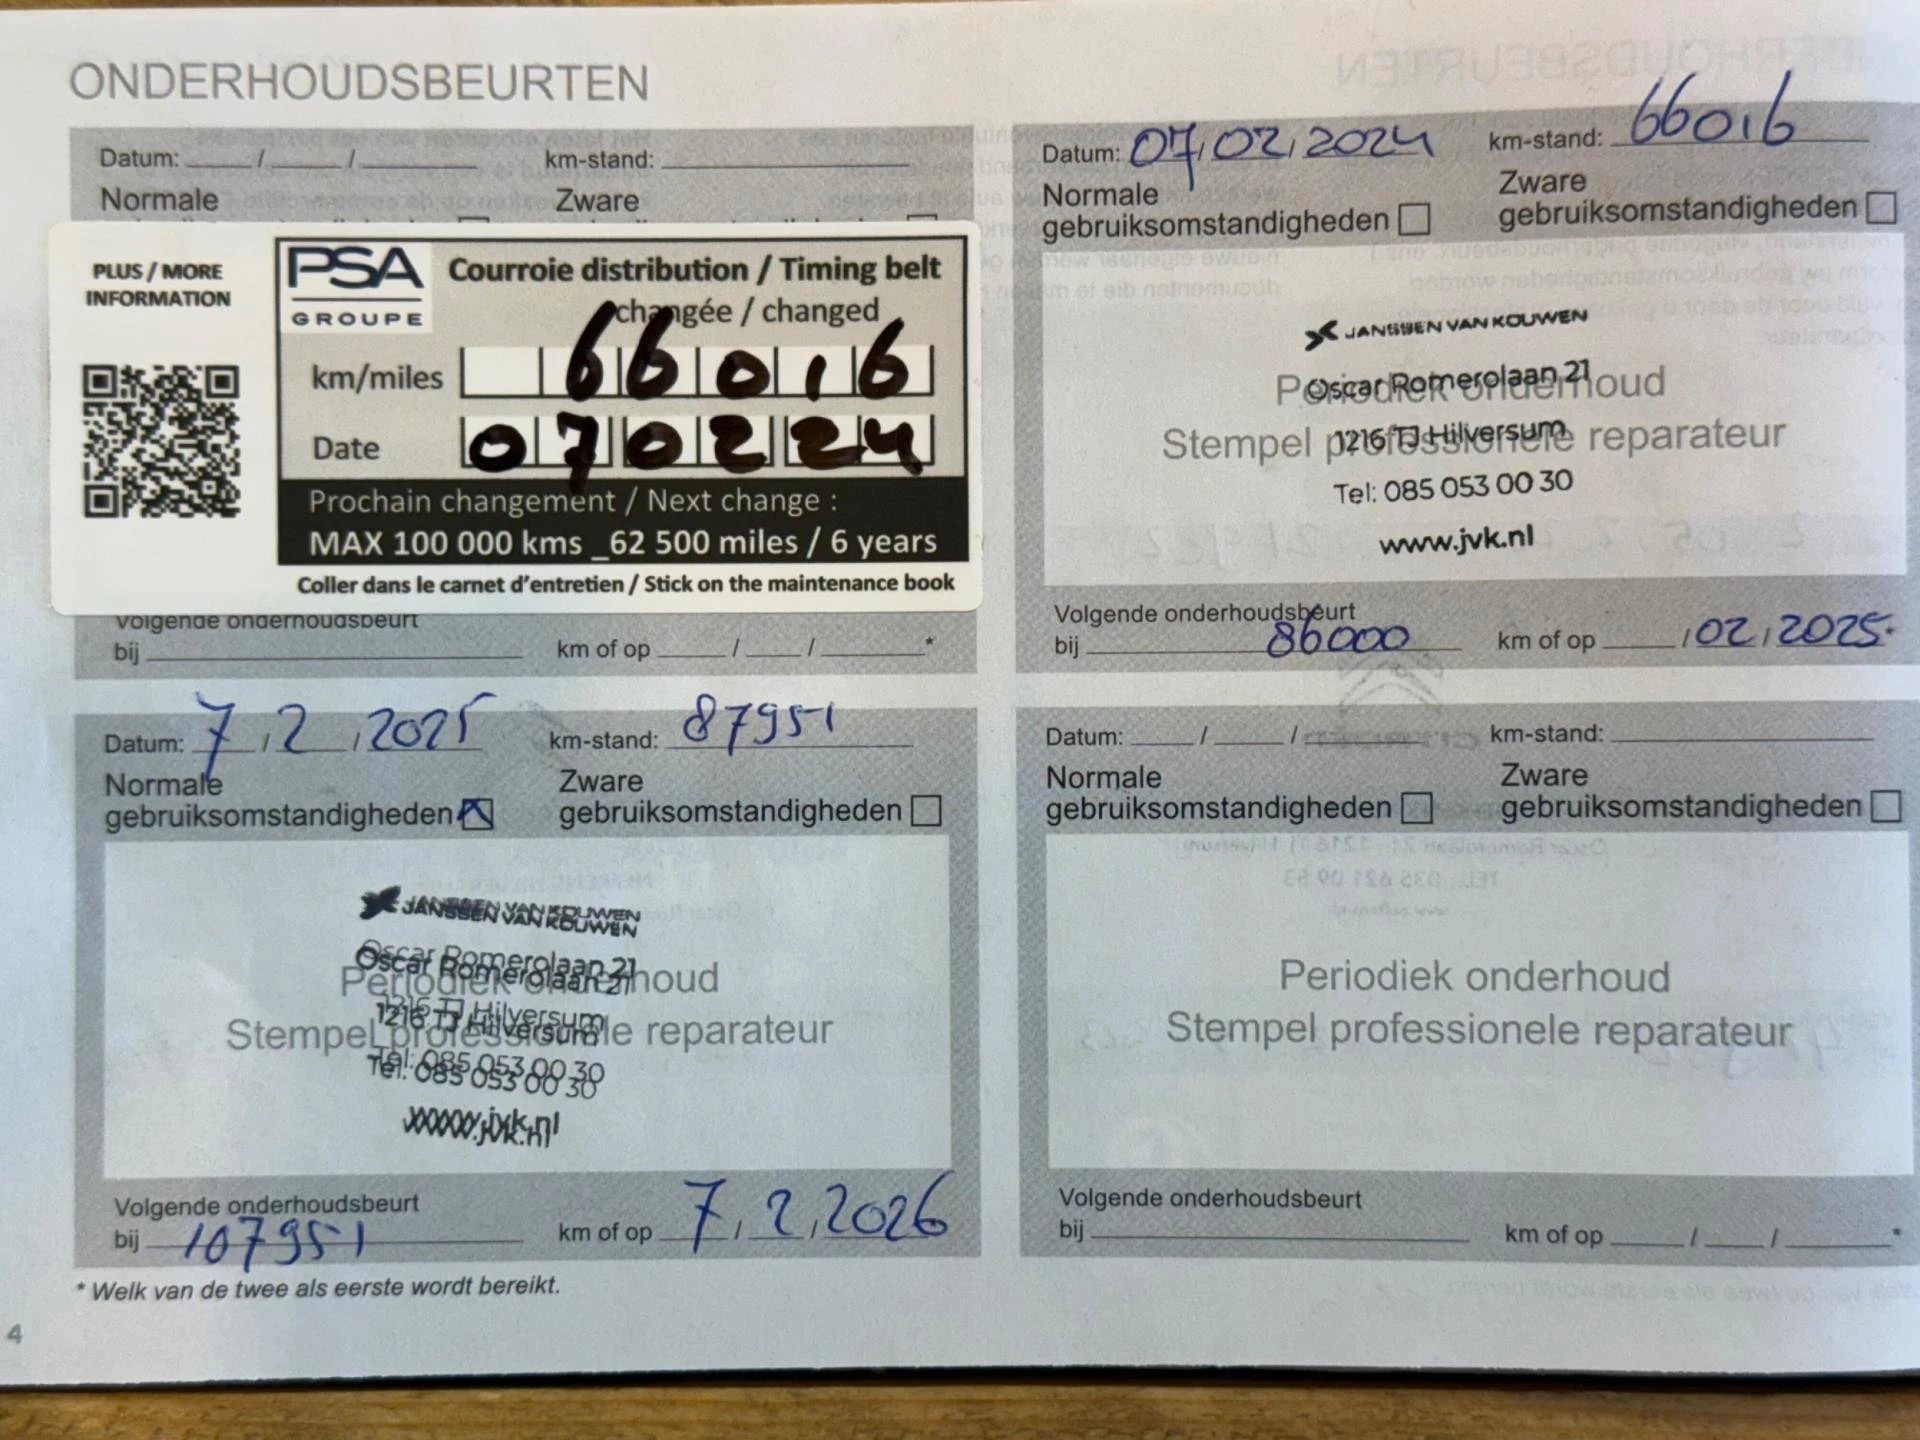 ONDERHOUDSBEURTEN
Datum: / / km-stand:
Normale Zware
PLUS / MORE
INFORMATION
PSA
GROUPE
Courroie distribution / Timing belt
changée / changed
km/miles 66016
Date 070224
Prochain changement / Next change :
MAX 100 000 kms _62 500 miles / 6 years
Coller dans le carnet d'entretien / Stick on the maintenance book
Volgende onderhoudsbeurt
bij km of op / / *
Datum: 07/02/2024 km-stand: 66016
Normale Zware
gebruiksomstandigheden gebruiksomstandigheden
JANSSEN VAN KOUWEN
Oscar Romerolaan 21
Periodiek onderhoud
1216 TJ Hilversum
Stempel professionele reparateur
Tel: 085 053 00 30
www.jvk.nl
Volgende onderhoudsbeurt
bij 86000 km of op /02/2025*
Datum: 7/2/2025 km-stand: 87951
Normale Zware
gebruiksomstandigheden gebruiksomstandigheden
JANSSEN VAN KOUWEN
Oscar Romerolaan 21
Periodiek onderhoud
1216 TJ Hilversum
Stempel professionele reparateur
Tel: 085 053 00 30
www.jvk.nl
Volgende onderhoudsbeurt
bij 107951 km of op 7/2/2026
Datum: / / km-stand:
Normale Zware
gebruiksomstandigheden gebruiksomstandigheden
Periodiek onderhoud
Stempel professionele reparateur
Volgende onderhoudsbeurt
bij km of op / / *
* Welk van de twee als eerste wordt bereikt.
4